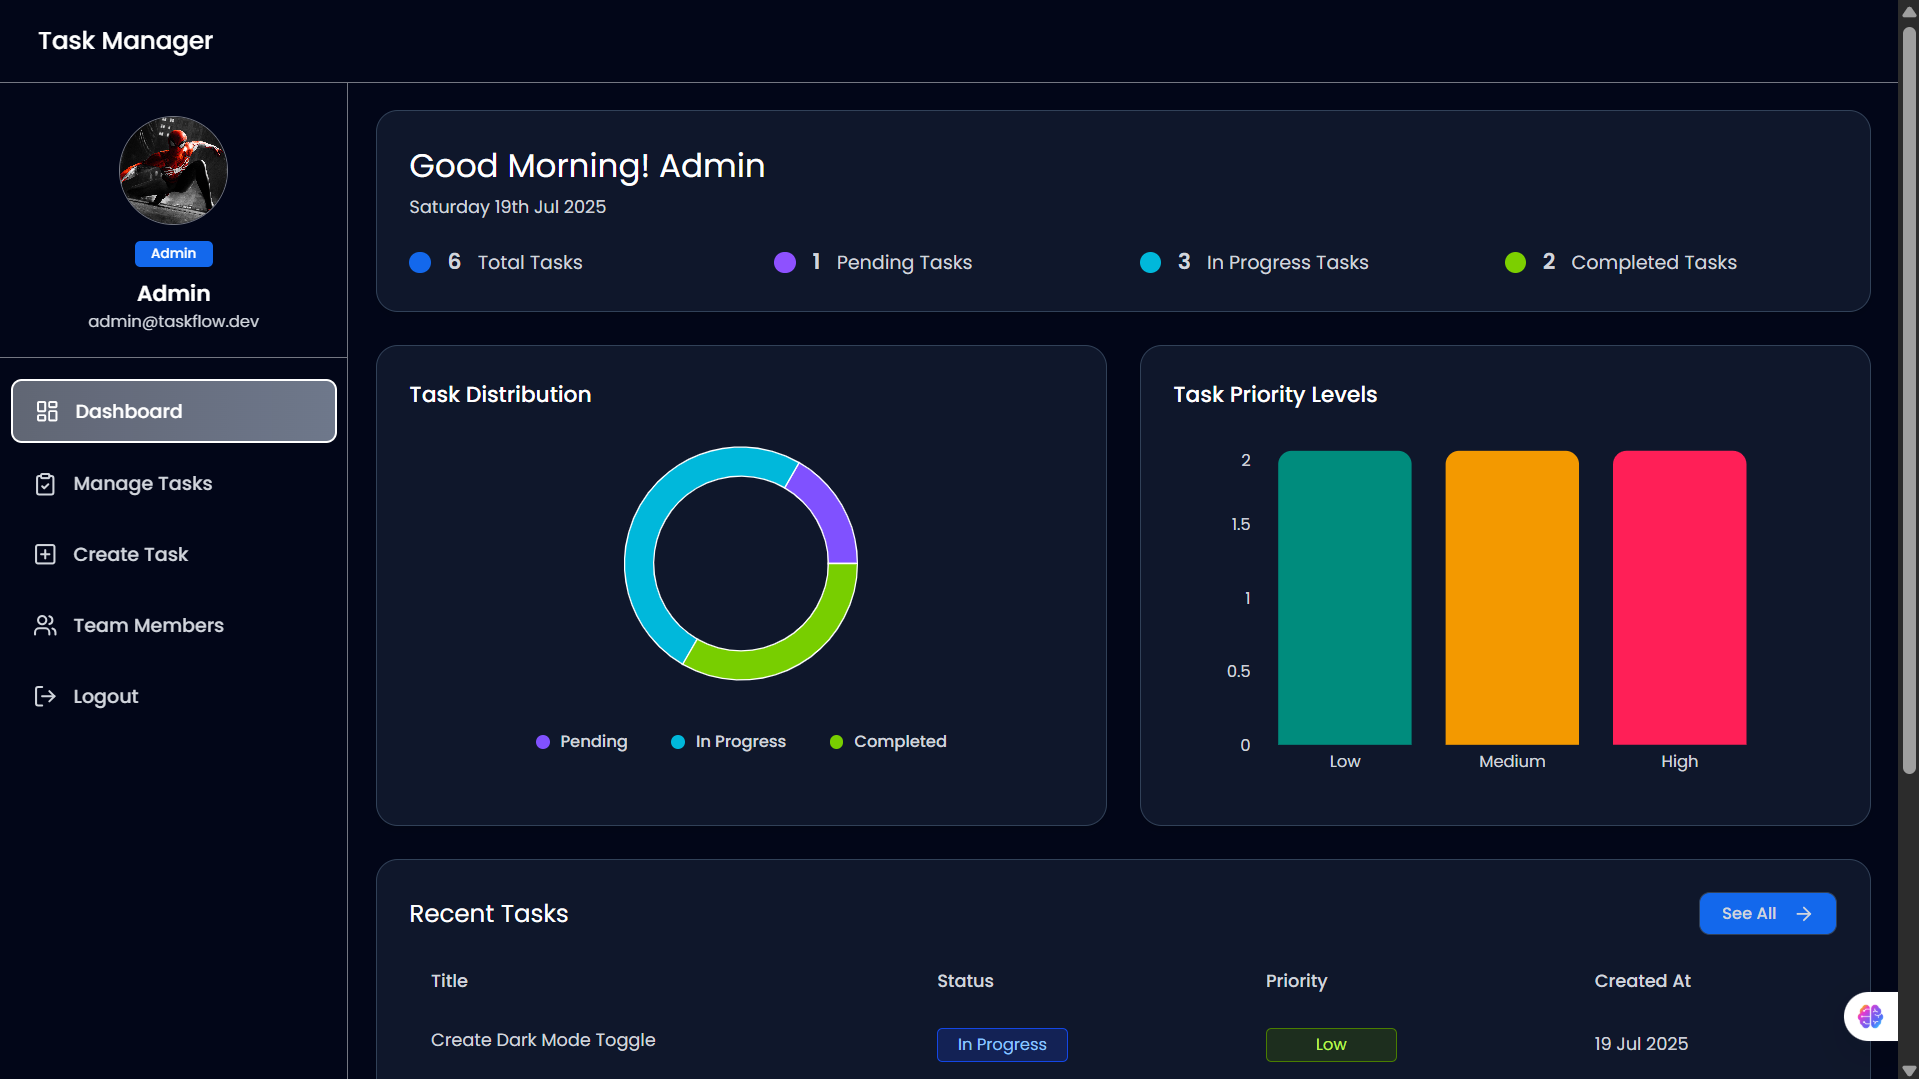 Task Manager
Admin
Admin
admin@taskflow.dev
Dashboard
Manage Tasks
Create Task
Team Members
Logout
Good Morning! Admin
Saturday 19th Jul 2025
6 Total Tasks
1 Pending Tasks
3 In Progress Tasks
2 Completed Tasks
Task Distribution
Pending
In Progress
Completed
Task Priority Levels
2
1.5
1
0.5
0
Low
Medium
High
Recent Tasks
See All
Title Status Priority Created At
Create Dark Mode Toggle In Progress Low 19 Jul 2025